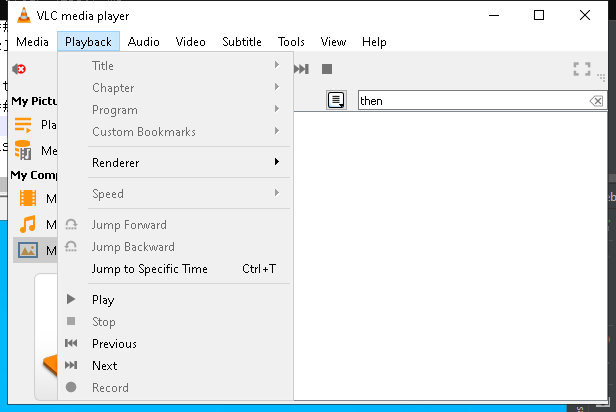 VLC media player
Media Playback Audio Video Subtitle Tools View Help
Title
Chapter
then
My Pictu
Program
Pla
Custom Bookmarks
Me
Renderer
My Comp
Speed
M
Jump Forward
M
Jump Backward
M
Jump to Specific Time Ctrl+T
Play
Stop
Previous
Next
Record